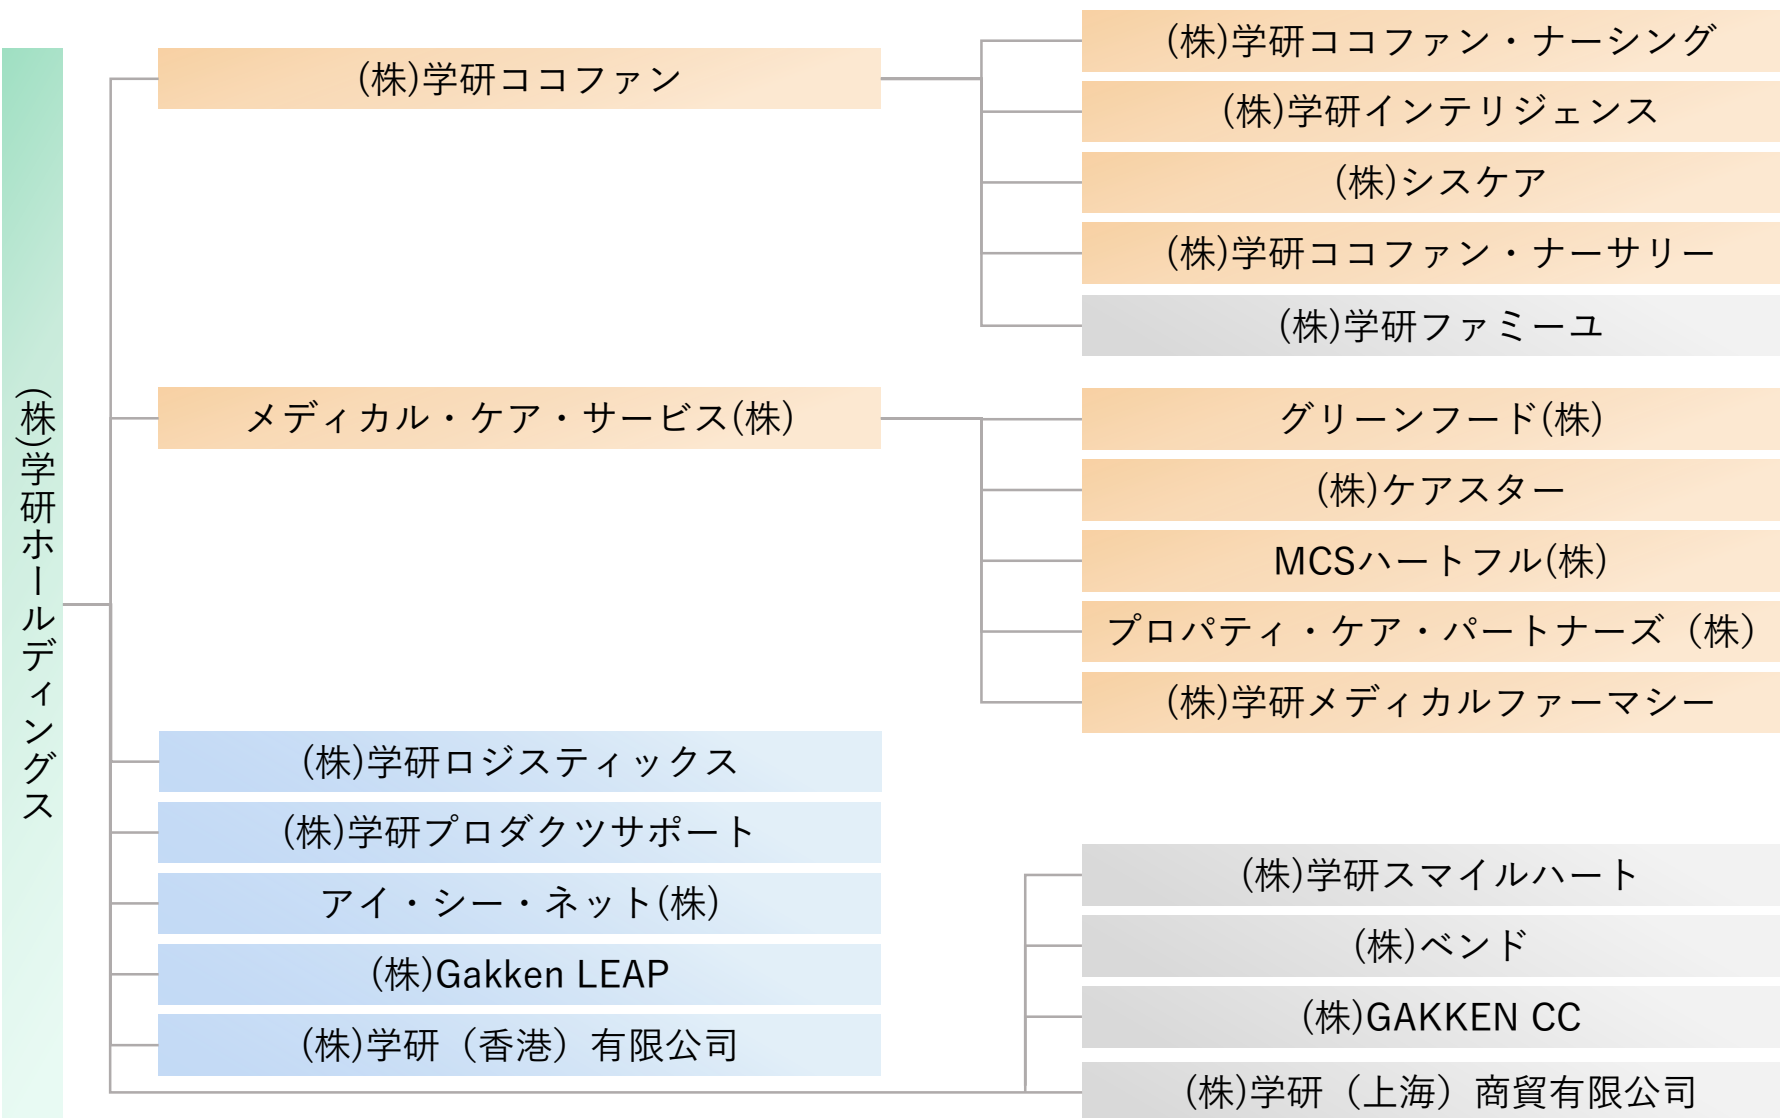 (株)学研ホールディングス
(株)学研ココファン
(株)学研ココファン・ナーシング
(株)学研インテリジェンス
(株)シスケア
(株)学研ココファン・ナーサリー
(株)学研ファミーユ
メディカル・ケア・サービス(株)
グリーンフード(株)
(株)ケアスター
MCSハートフル(株)
プロパティ・ケア・パートナーズ（株）
(株)学研メディカルファーマシー
(株)学研ロジスティックス
(株)学研プロダクツサポート
アイ・シー・ネット(株)
(株)Gakken LEAP
(株)学研（香港）有限公司
(株)学研スマイルハート
(株)ベンド
(株)GAKKEN CC
(株)学研（上海）商貿有限公司